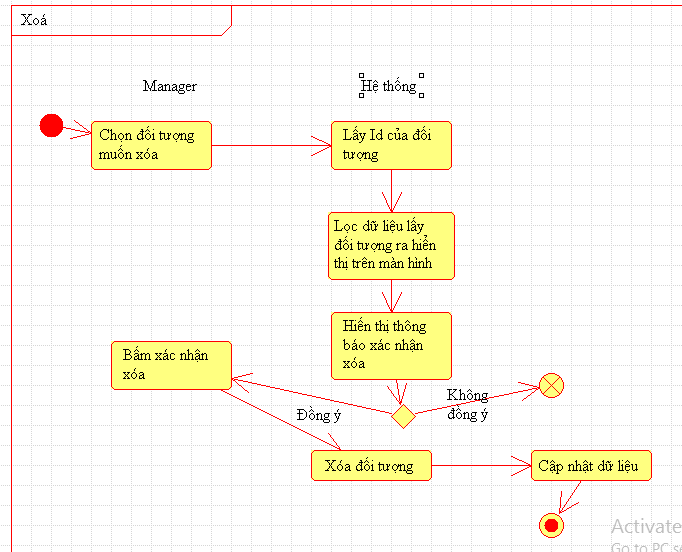 Xoá
Manager
Hệ thống
Chọn đối tượng
muốn xóa
Lấy Id của đối
tượng
Lọc dữ liệu lấy
đối tượng ra hiển
thị trên màn hình
Hiển thị thông
báo xác nhận
xóa
Bấm xác nhận
xóa
Không
đồng ý
Đồng ý
Xóa đối tượng
Cập nhật dữ liệu
Activate
Go to PC se